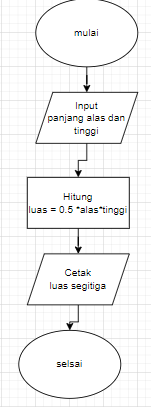 mulai
Input
panjang alas dan
tinggi
Hitung
luas = 0.5 *alas*tinggi
Cetak
luas segitiga
selsai